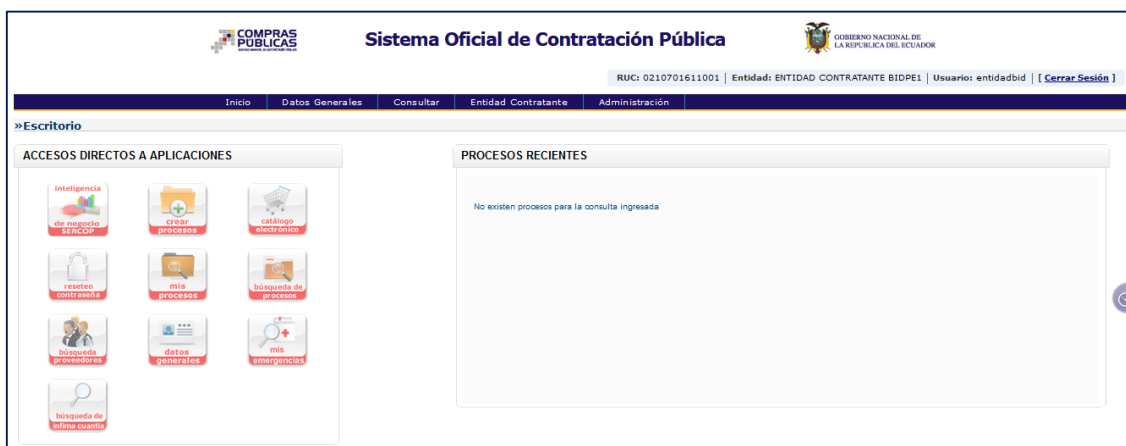 COMPRAS
PÚBLICAS
Sistema Oficial de Contratación Pública
GOBIERNO NACIONAL DE
LA REPUBLICA DEL ECUADOR
RUC: 0210701611001 | Entidad: ENTIDAD CONTRATANTE BIDPE1 | Usuario: entidadbid | [ Cerrar Sesión ]
Inicio Datos Generales Consultar Entidad Contratante Administración
»Escritorio
ACCESOS DIRECTOS A APLICACIONES
inteligencia
de negocio
SERCOP
crear
procesos
catálogo
electrónico
reseteo
contraseña
mis
procesos
búsqueda de
procesos
búsqueda
proveedores
datos
generales
mis
emergencias
búsqueda de
ínfima cuantía
PROCESOS RECIENTES
No existen procesos para la consulta ingresada